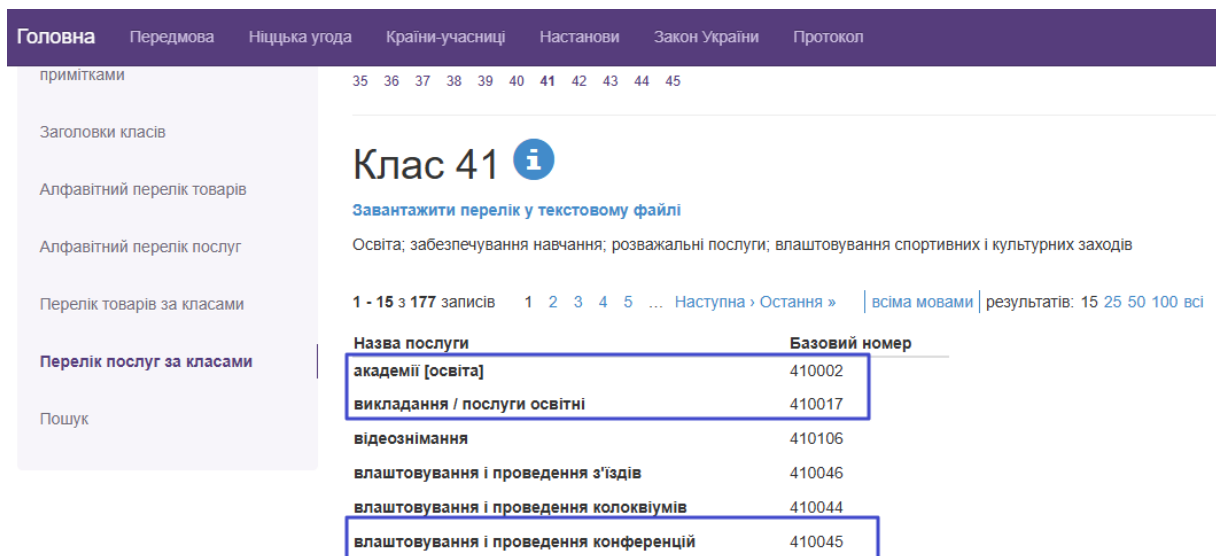 Головна Передмова Ніццька угода Країни-учасниці Настанови Закон України Протокол
примітками
Заголовки класів
Алфавітний перелік товарів
Алфавітний перелік послуг
Перелік товарів за класами
Перелік послуг за класами
Пошук
35 36 37 38 39 40 41 42 43 44 45
Клас 41 i
Завантажити перелік у текстовому файлі
Освіта; забезпечування навчання; розважальні послуги; влаштовування спортивних і культурних заходів
1 - 15 з 177 записів 1 2 3 4 5 … Наступна › Остання » всіма мовами результатів: 15 25 50 100 всі
Назва послуги Базовий номер
академії [освіта] 410002
викладання / послуги освітні 410017
відеознімання 410106
влаштовування і проведення з'їздів 410046
влаштовування і проведення колоквіумів 410044
влаштовування і проведення конференцій 410045